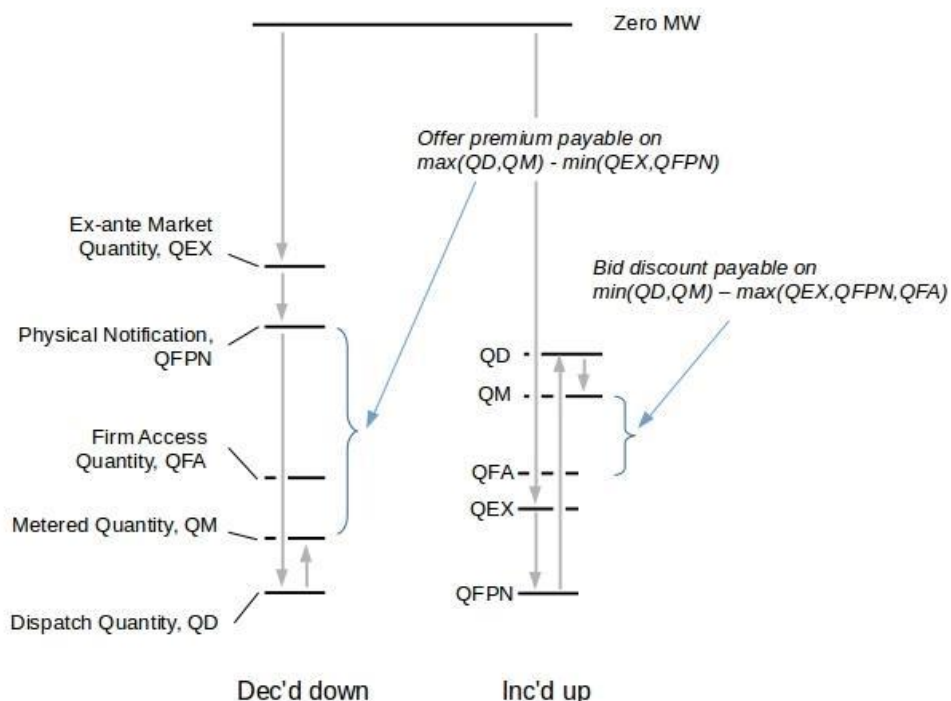 Zero MW
Offer premium payable on
max(QD,QM) - min(QEX,QFPN)
Ex-ante Market
Quantity, QEX
Bid discount payable on
min(QD,QM) – max(QEX,QFPN,QFA)
Physical Notification,
QFPN
QD
QM
Firm Access
Quantity, QFA
QFA
QEX
Metered Quantity, QM
QFPN
Dispatch Quantity, QD
Dec'd down
Inc'd up